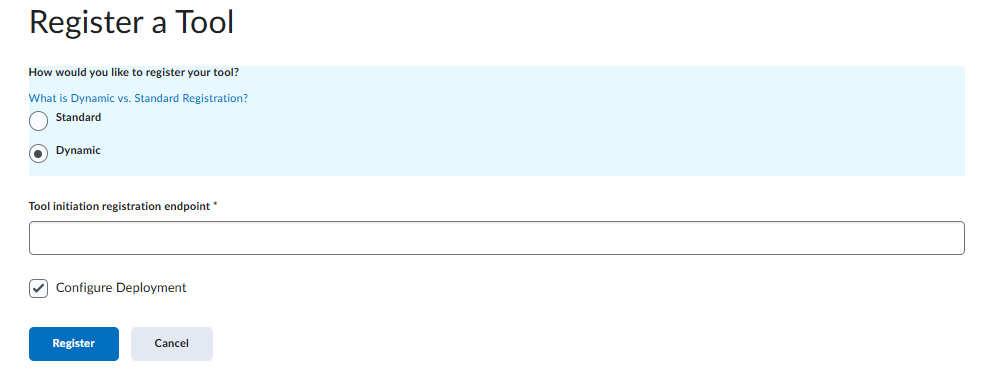 Register a Tool
How would you like to register your tool?
What is Dynamic vs. Standard Registration?
Standard
Dynamic
Tool initiation registration endpoint *
Configure Deployment
Register
Cancel